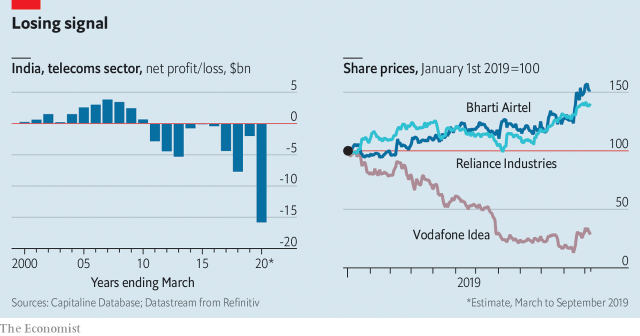 Losing signal
India, telecoms sector, net profit/loss, $bn
5
0
-5
-10
-15
-20
2000 05 10 15 20*
Years ending March
Share prices, January 1st 2019=100
150
Bharti Airtel
100
Reliance Industries
50
Vodafone Idea
0
2019
Sources: Capitaline Database; Datastream from Refinitiv
*Estimate, March to September 2019
The Economist